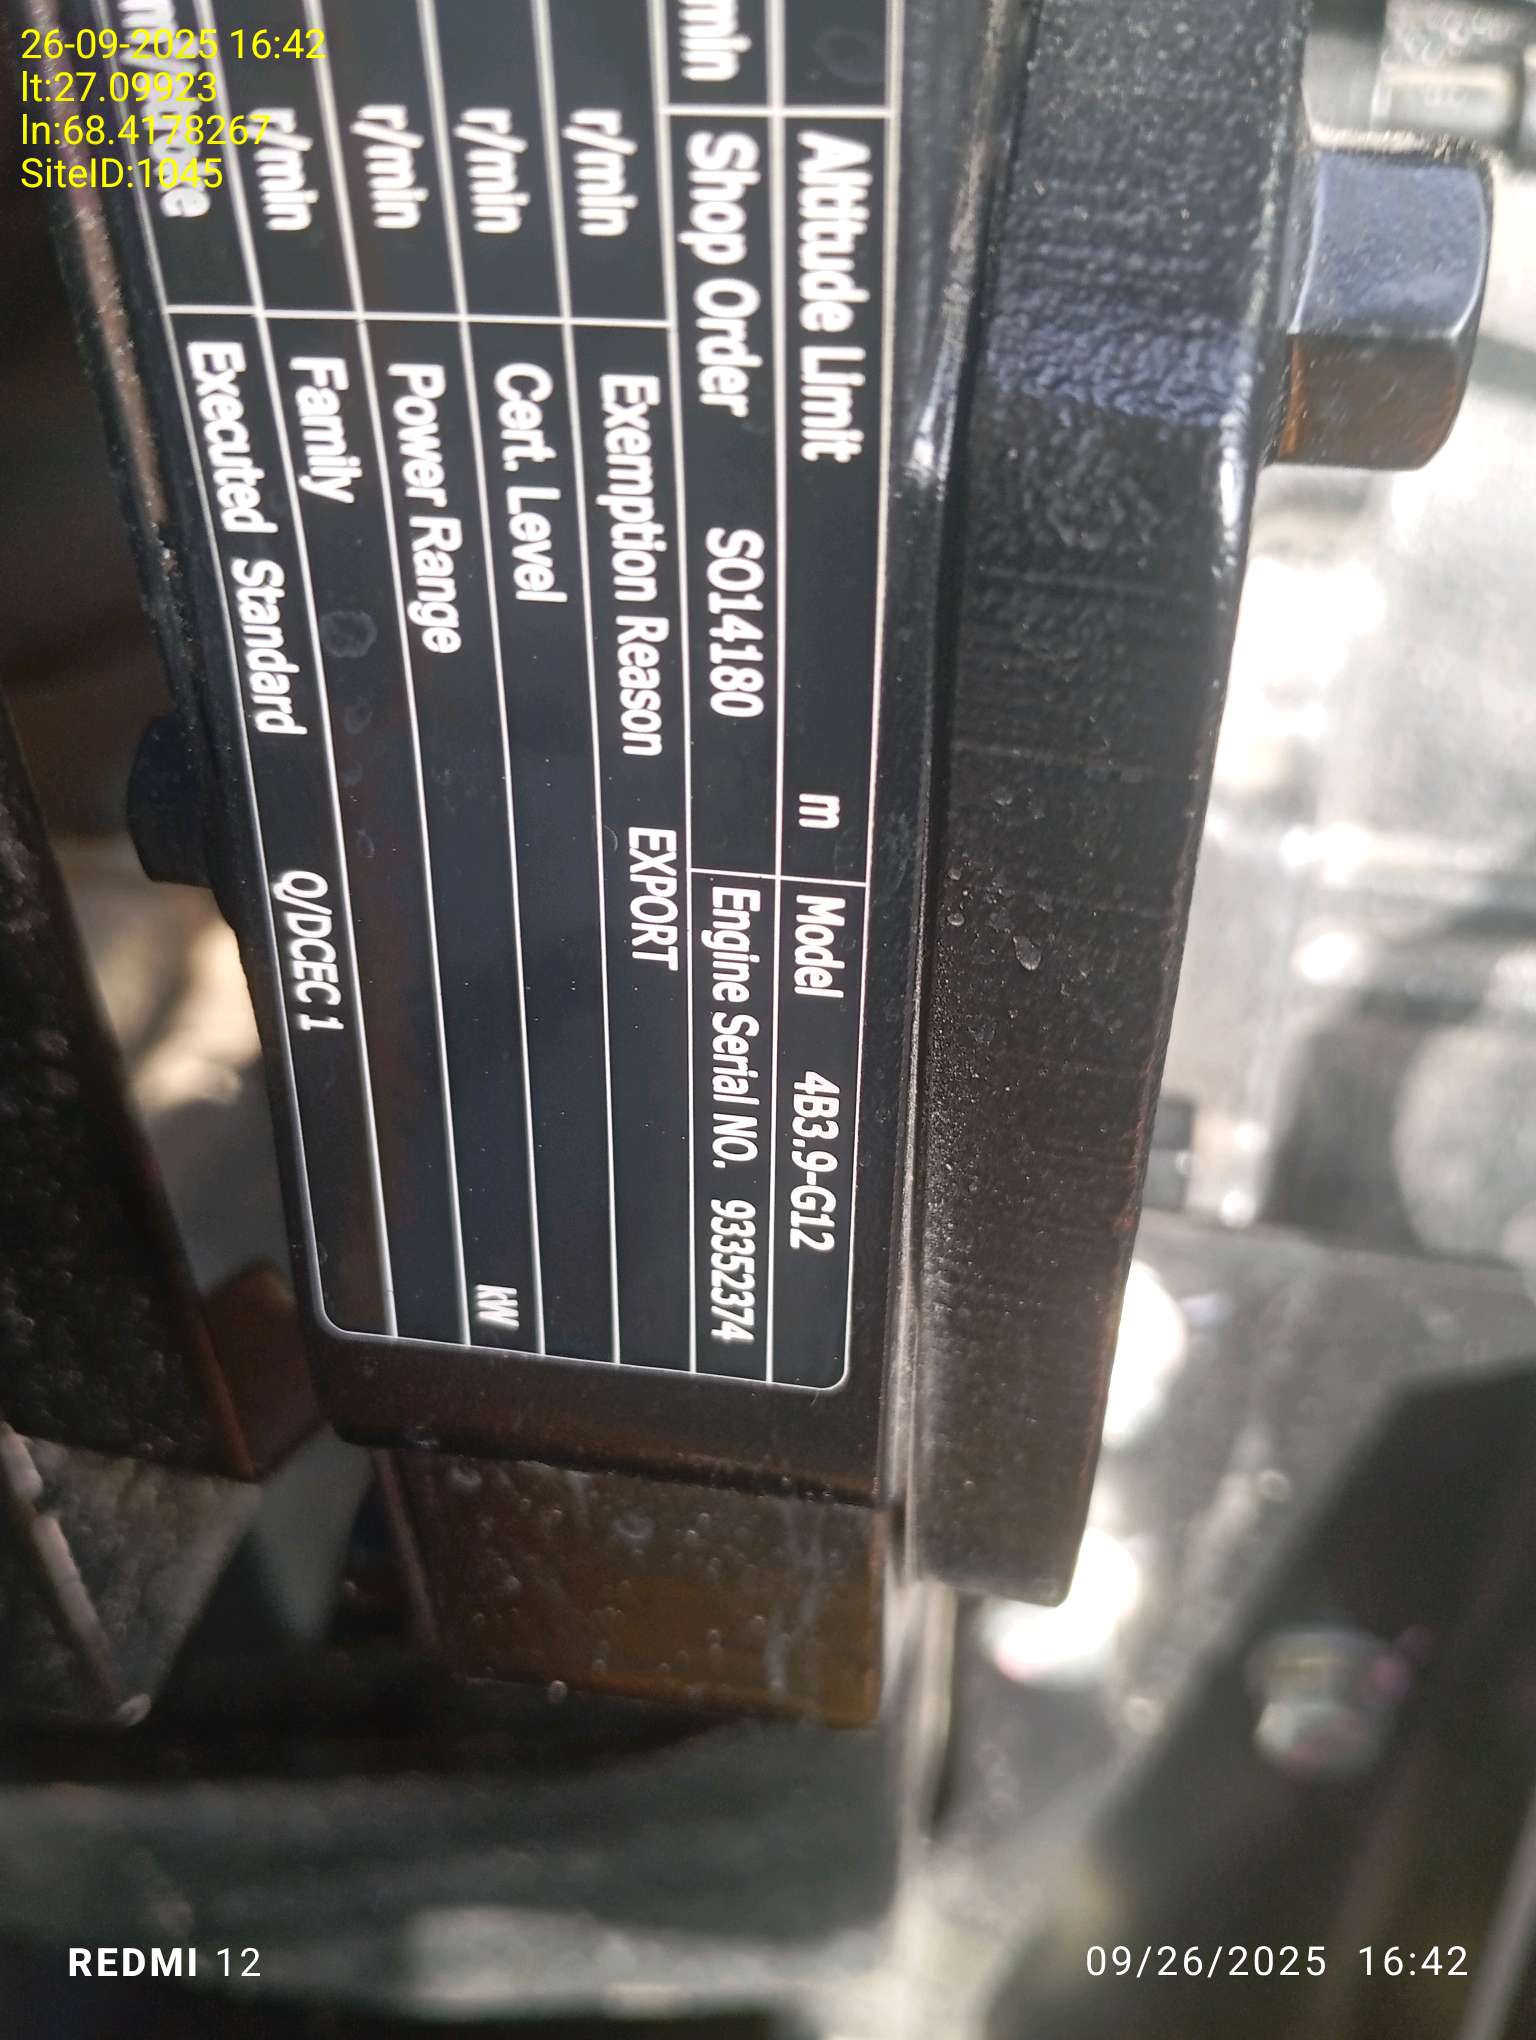 26-09-2025 16:42
lt:27.09923
ln:68.4178267
SiteID:1045
Altitude Limit m Model 4B3.9-G12
min Shop Order SO14180 Engine Serial NO. 93352374
r/min Exemption Reason EXPORT
r/min Cert. Level
r/min Power Range kW
r/min Family
Executed Standard Q/DCEC 1
REDMI 12
09/26/2025 16:42